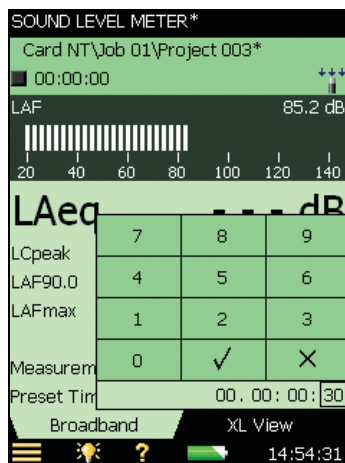 SOUND LEVEL METER*
Card NT\Job 01\Project 003*
00:00:00
LAF 85.2 dB
20 40 60 80 100 120 140
LAeq - - - dB
7 8 9
LCpeak
4 5 6
LAF90.0
LAFmax
1 2 3
0 ✓ ✕
Measurem
Preset Tim 00. 00: 00: 30
Broadband XL View
? 14:54:31